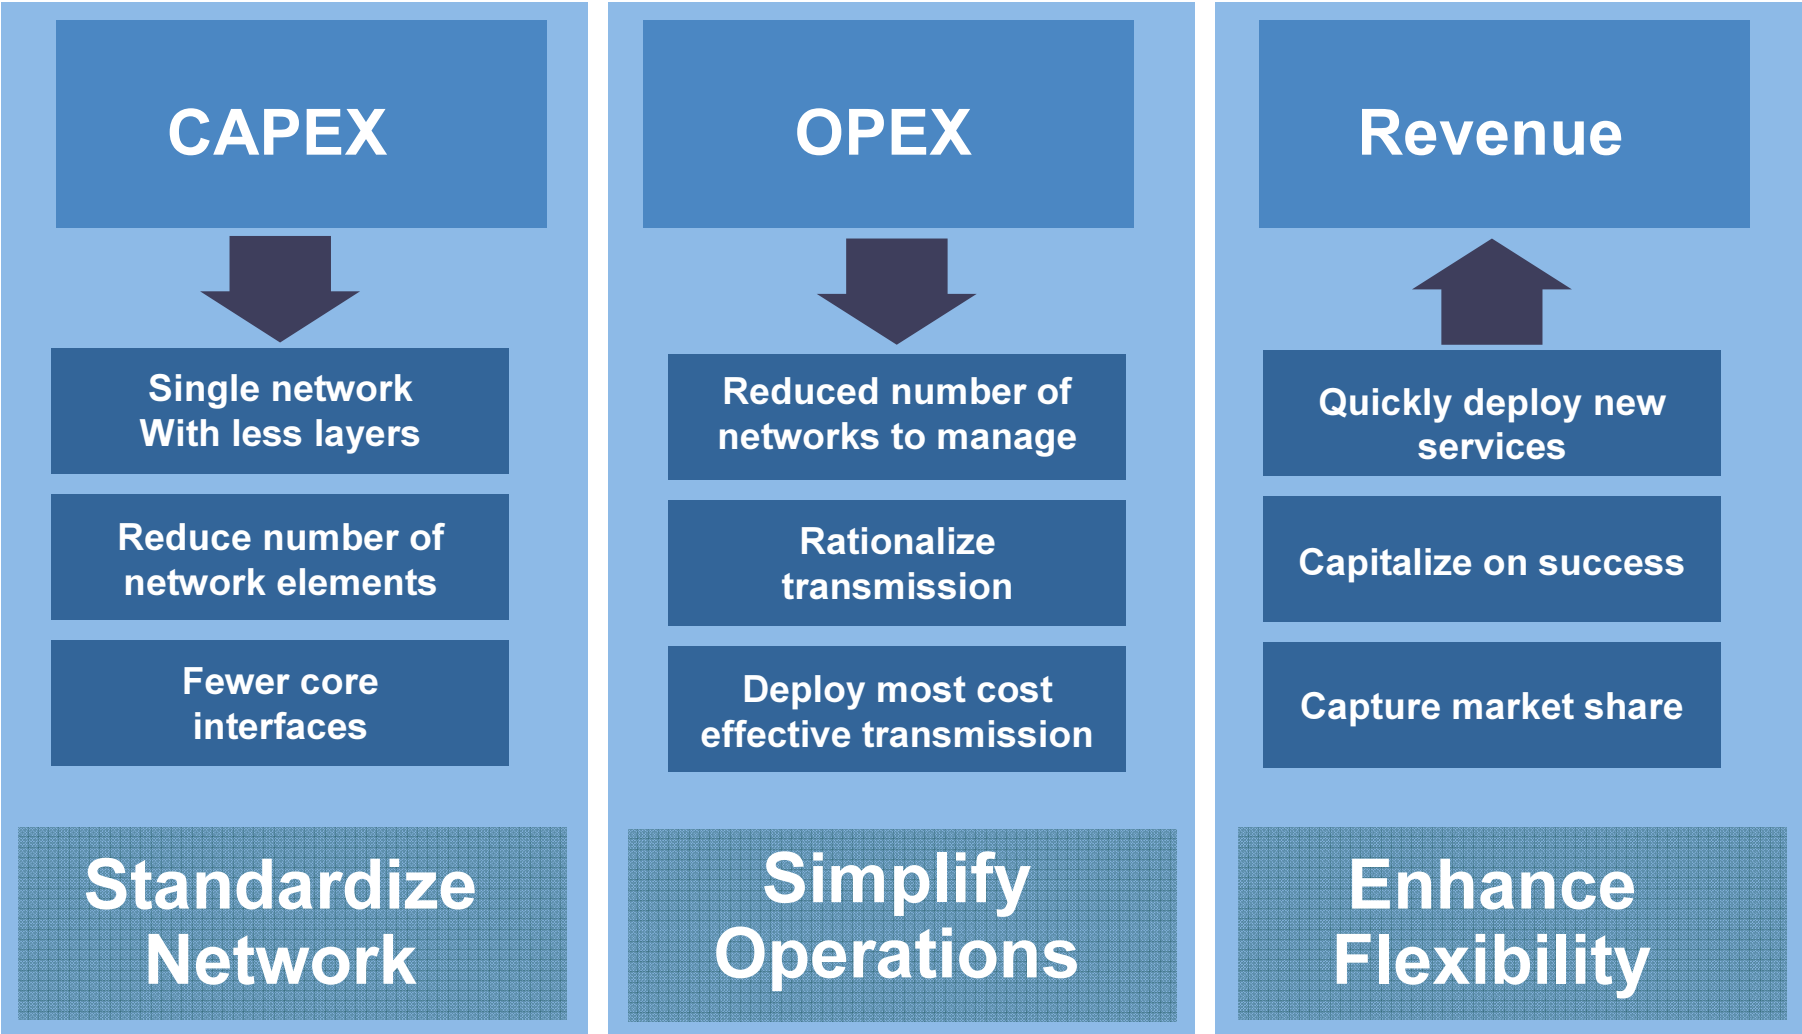 CAPEX
Single network
With less layers
Reduce number of
network elements
Fewer core
interfaces
Standardize
Network
OPEX
Reduced number of
networks to manage
Rationalize
transmission
Deploy most cost
effective transmission
Simplify
Operations
Revenue
Quickly deploy new
services
Capitalize on success
Capture market share
Enhance
Flexibility